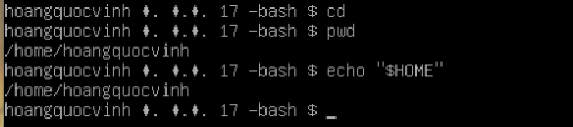 hoangquocvinh ♦. ♦.♦. 17 -bash $ cd
hoangquocvinh ♦. ♦.♦. 17 -bash $ pwd
/home/hoangquocvinh
hoangquocvinh ♦. ♦.♦. 17 -bash $ echo "$HOME"
/home/hoangquocvinh
hoangquocvinh ♦. ♦.♦. 17 -bash $ _